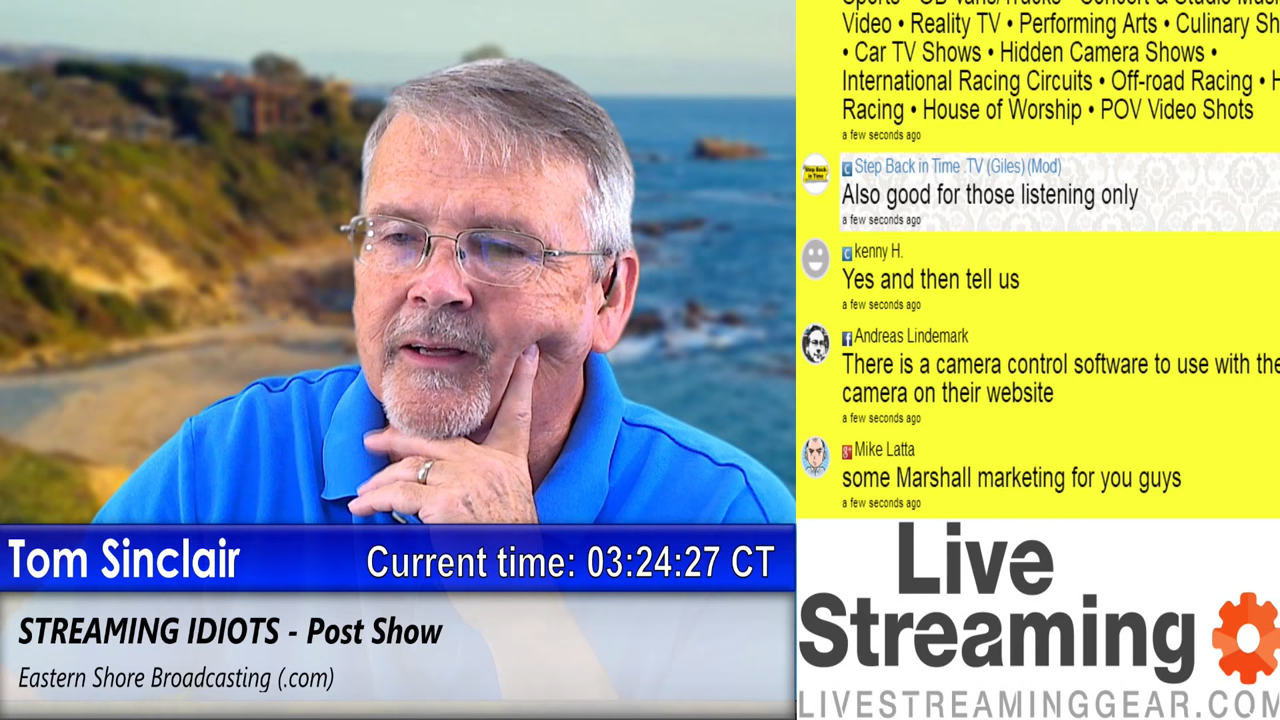 Video • Reality TV • Performing Arts • Culinary Sh
• Car TV Shows • Hidden Camera Shows •
International Racing Circuits • Off-road Racing • H
Racing • House of Worship • POV Video Shots
a few seconds ago
Step Back in Time .TV (Giles) (Mod)
Also good for those listening only
a few seconds ago
kenny H.
Yes and then tell us
a few seconds ago
Andreas Lindemark
There is a camera control software to use with the
camera on their website
a few seconds ago
Mike Latta
some Marshall marketing for you guys
a few seconds ago
Tom Sinclair
Current time: 03:24:27 CT
STREAMING IDIOTS - Post Show
Eastern Shore Broadcasting (.com)
Live
Streaming
LIVESTREAMINGGEAR.COM